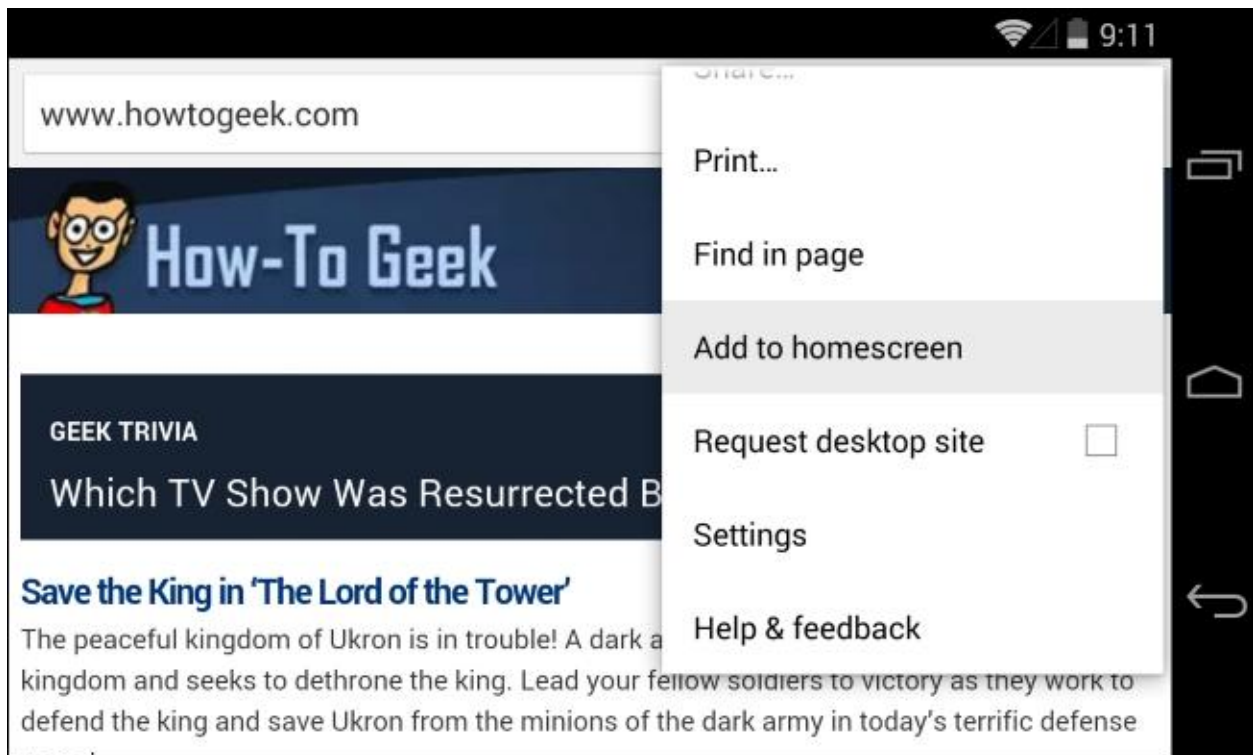 9:11
www.howtogeek.com
Share...
Print...
Find in page
Add to homescreen
Request desktop site
Settings
Help & feedback
How-To Geek
GEEK TRIVIA
Which TV Show Was Resurrected B
Save the King in 'The Lord of the Tower'
The peaceful kingdom of Ukron is in trouble! A dark a
kingdom and seeks to dethrone the king. Lead your fellow soldiers to victory as they work to
defend the king and save Ukron from the minions of the dark army in today's terrific defense